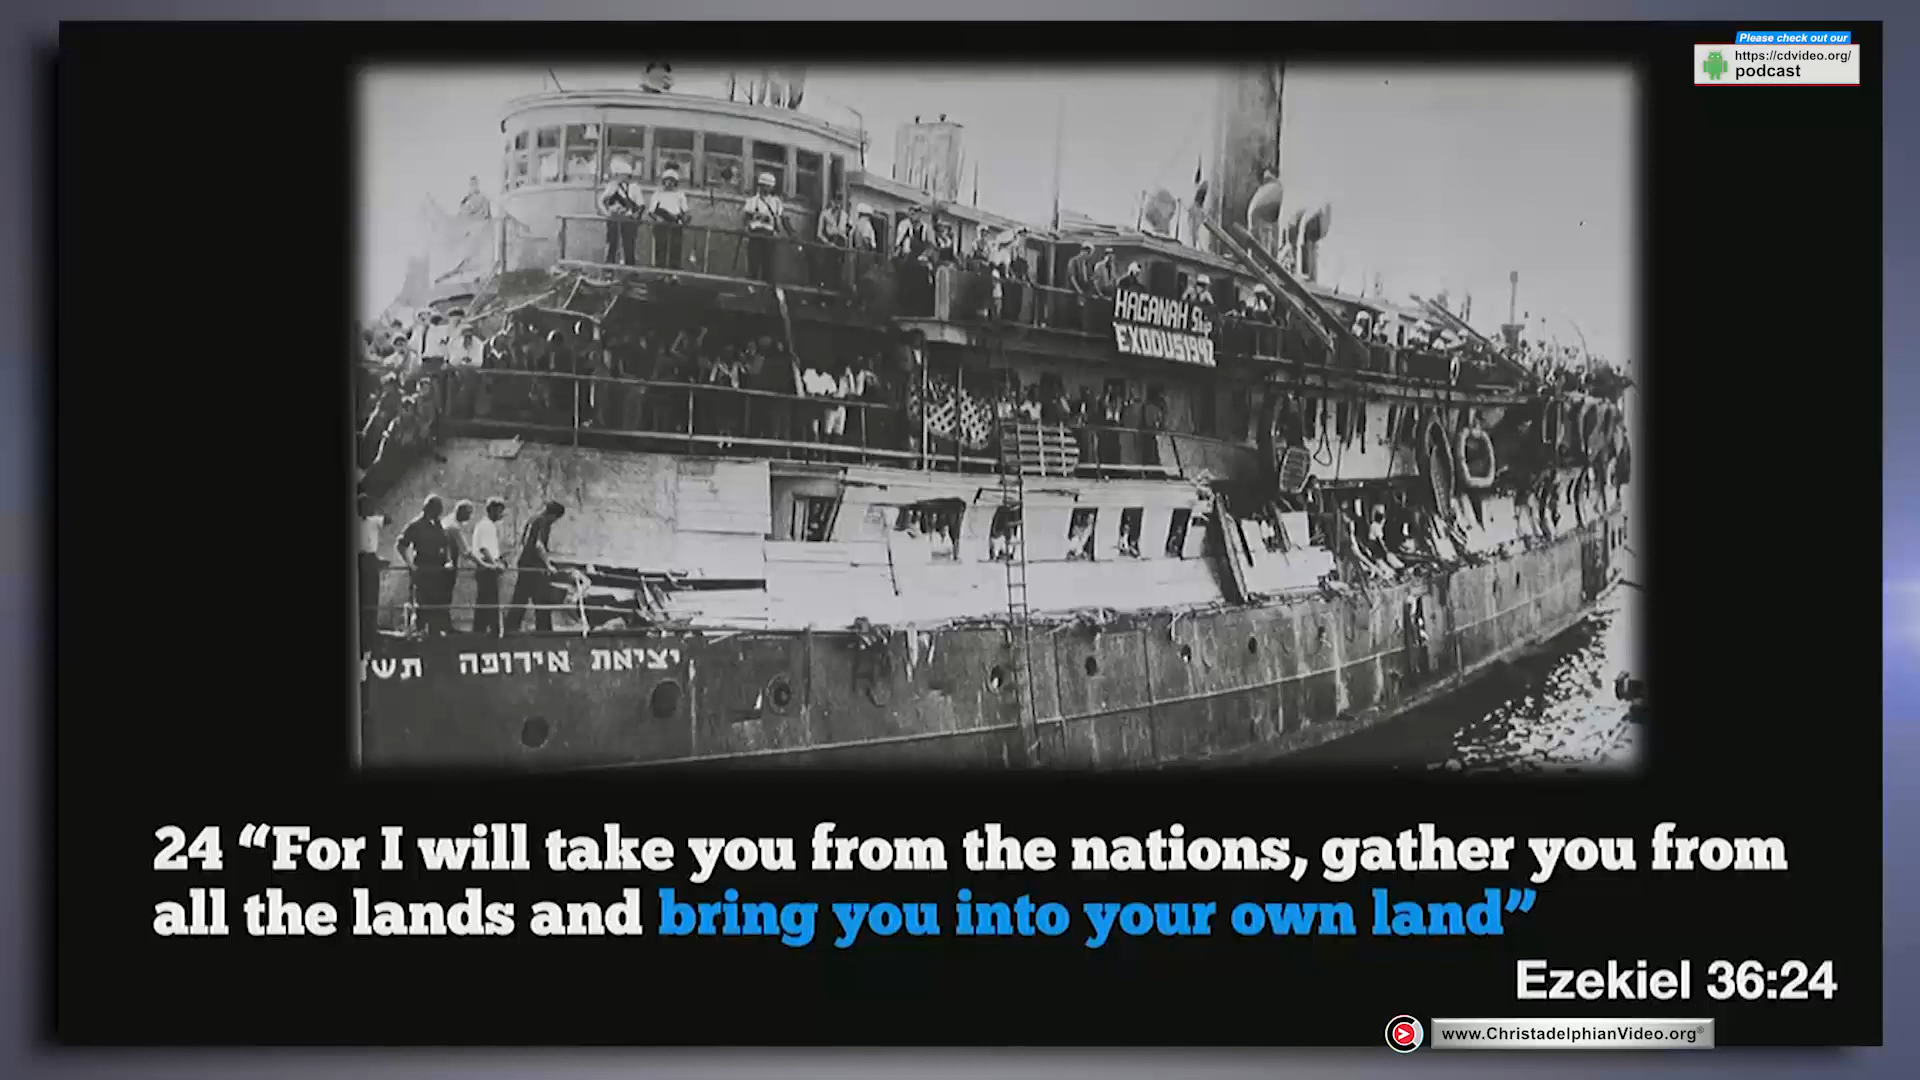 Please check out our
https://cdvideo.org/
podcast
HAGANAH Ship
EXODUS 1947
יציאת אירופה תש
24 “For I will take you from the nations, gather you from
all the lands and bring you into your own land”
Ezekiel 36:24
www.ChristadelphianVideo.org®